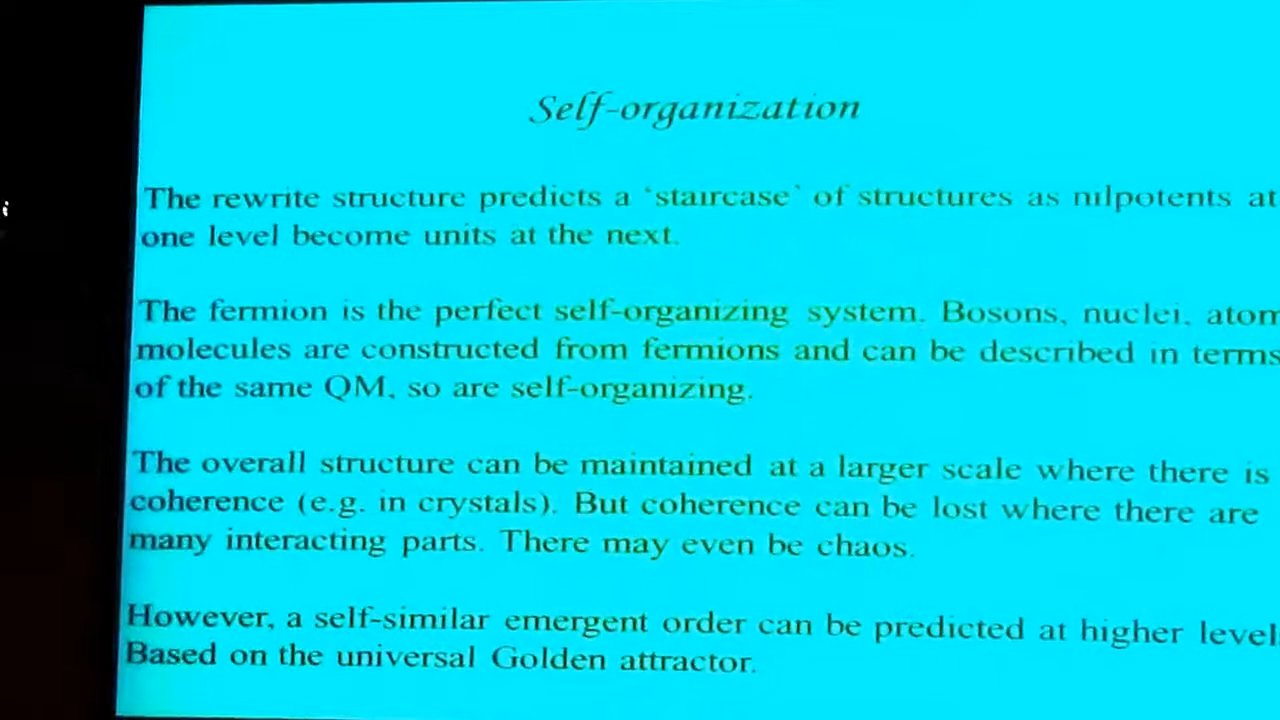 Self-organization
The rewrite structure predicts a ‘staircase’ of structures as nilpotents at
one level become units at the next.
The fermion is the perfect self-organizing system. Bosons, nuclei, atom
molecules are constructed from fermions and can be described in terms
of the same QM, so are self-organizing.
The overall structure can be maintained at a larger scale where there is
coherence (e.g. in crystals). But coherence can be lost where there are
many interacting parts. There may even be chaos.
However, a self-similar emergent order can be predicted at higher level
Based on the universal Golden attractor.